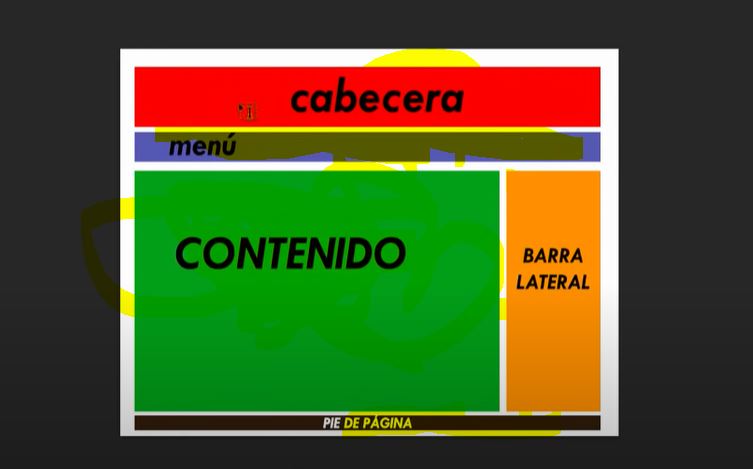 cabecera
menú
CONTENIDO
BARRA
LATERAL
PIE DE PÁGINA